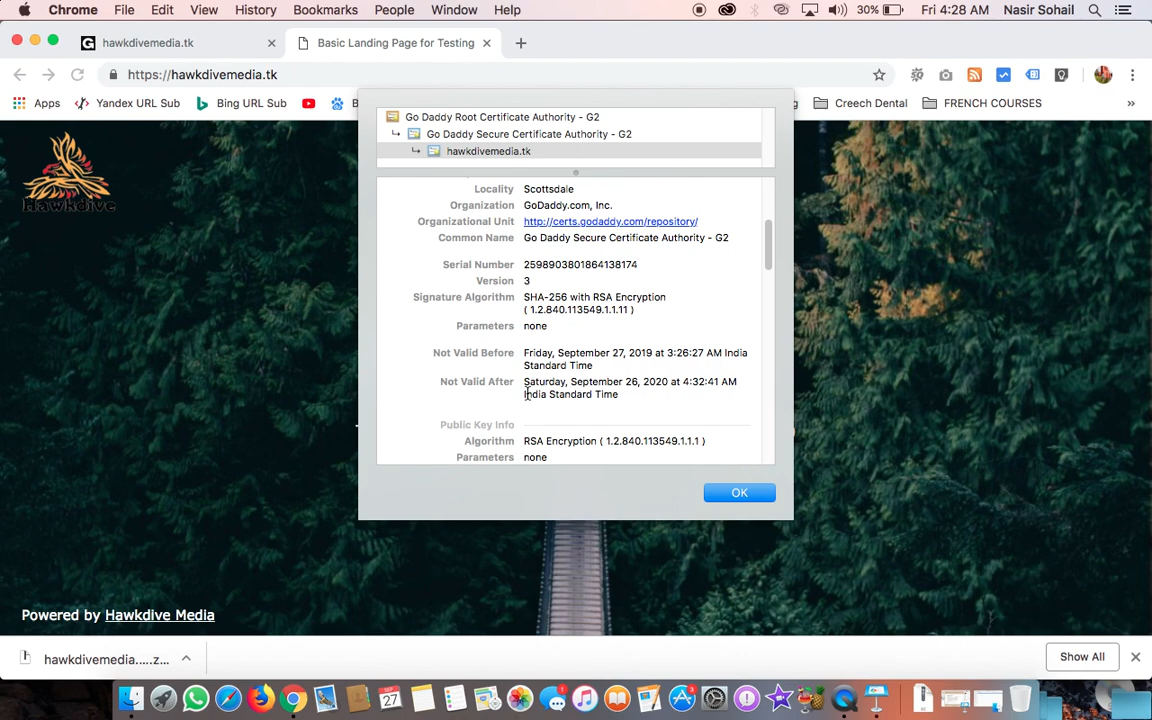 Chrome File Edit View History Bookmarks People Window Help 30% Fri 4:28 AM Nasir Sohail
hawkdivemedia.tk Basic Landing Page for Testing
https://hawkdivemedia.tk
Apps Yandex URL Sub Bing URL Sub Creech Dental FRENCH COURSES »
Hawkdive
Go Daddy Root Certificate Authority - G2
Go Daddy Secure Certificate Authority - G2
hawkdivemedia.tk
Locality Scottsdale
Organization GoDaddy.com, Inc.
Organizational Unit http://certs.godaddy.com/repository/
Common Name Go Daddy Secure Certificate Authority - G2
Serial Number 2598903801864138174
Version 3
Signature Algorithm SHA-256 with RSA Encryption
( 1.2.840.113549.1.1.11 )
Parameters none
Not Valid Before Friday, September 27, 2019 at 3:26:27 AM India
Standard Time
Not Valid After Saturday, September 26, 2020 at 4:32:41 AM
India Standard Time
Public Key Info
Algorithm RSA Encryption ( 1.2.840.113549.1.1.1 )
Parameters none
OK
Powered by Hawkdive Media
hawkdivemedia.....z... Show All
SEP
27